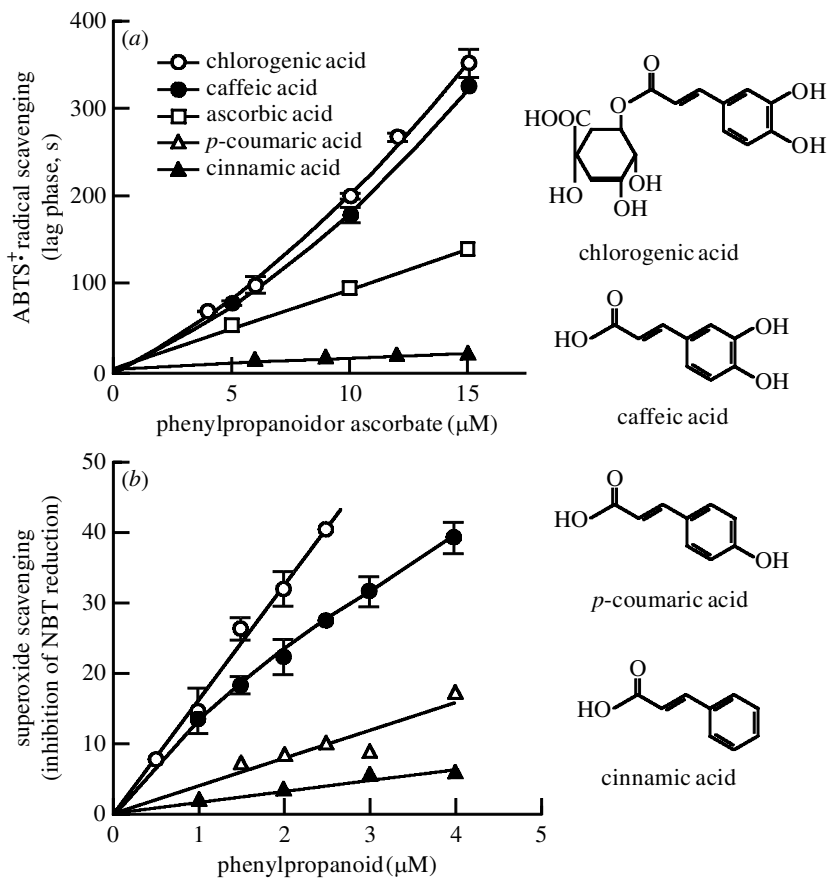 (a)
400
300
200
100
0
ABTS⁺• radical scavenging
(lag phase, s)
chlorogenic acid
caffeic acid
ascorbic acid
p-coumaric acid
cinnamic acid
0
5
10
15
phenylpropanoidor ascorbate (μM)
(b)
50
40
30
20
10
0
superoxide scavenging
(inhibition of NBT reduction)
0
1
2
3
4
5
phenylpropanoid (μM)
O
O
OH
OH
HOOC
HO
OH
OH
chlorogenic acid
O
HO
OH
OH
caffeic acid
O
HO
OH
p-coumaric acid
O
HO
cinnamic acid